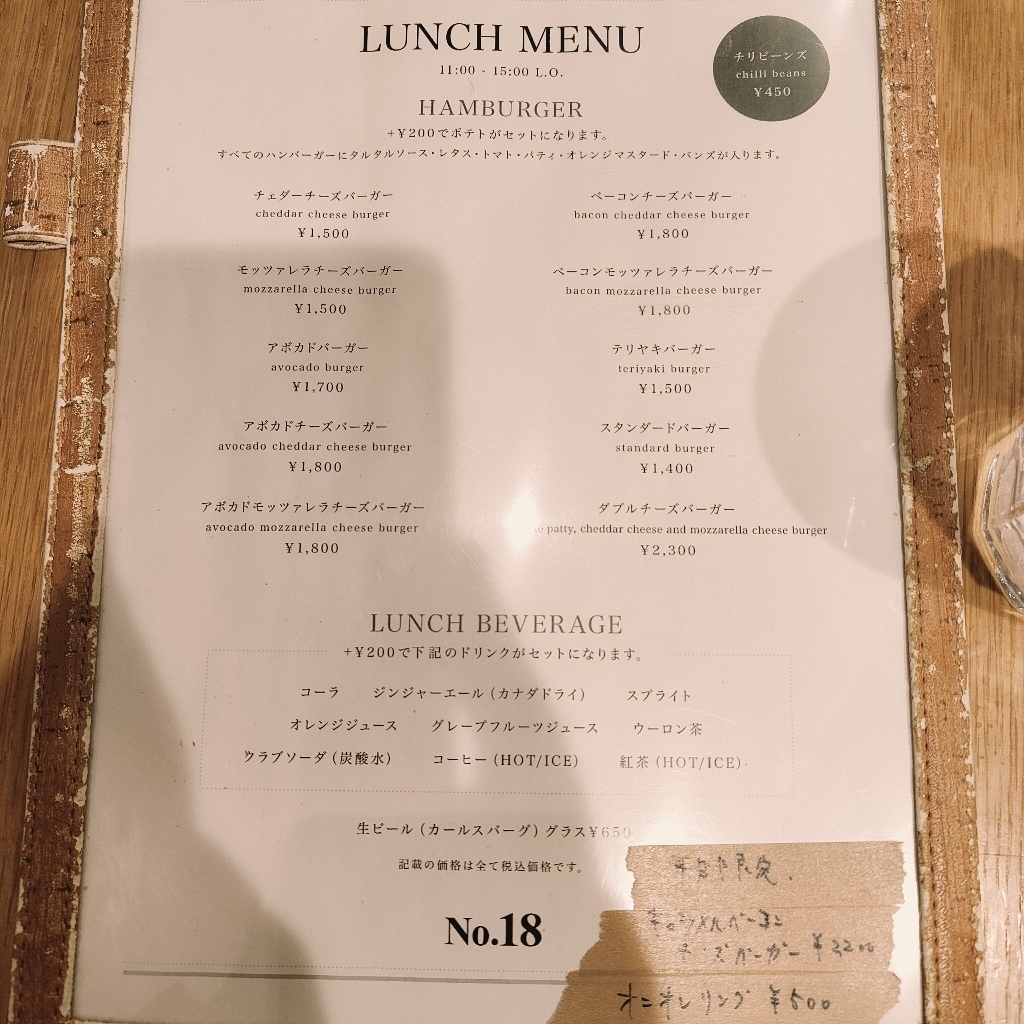 LUNCH MENU
11:00 - 15:00 L.O.
チリビーンズ
chilli beans
¥450
HAMBURGER
+¥200でポテトがセットになります。
すべてのハンバーガーにタルタルソース・レタス・トマト・パティ・オレンジマスタード・バンズが入ります。
チェダーチーズバーガー
cheddar cheese burger
¥1,500
モッツァレラチーズバーガー
mozzarella cheese burger
¥1,500
アボカドバーガー
avocado burger
¥1,700
アボカドチーズバーガー
avocado cheddar cheese burger
¥1,800
アボカドモッツァレラチーズバーガー
avocado mozzarella cheese burger
¥1,800
ベーコンチーズバーガー
bacon cheddar cheese burger
¥1,800
ベーコンモッツァレラチーズバーガー
bacon mozzarella cheese burger
¥1,800
テリヤキバーガー
teriyaki burger
¥1,500
スタンダードバーガー
standard burger
¥1,400
ダブルチーズバーガー
patty, cheddar cheese and mozzarella cheese burger
¥2,300
LUNCH BEVERAGE
+¥200で下記のドリンクがセットになります。
コーラ ジンジャーエール(カナダドライ) スプライト
オレンジジュース グレープフルーツジュース ウーロン茶
クラブソーダ(炭酸水) コーヒー(HOT/ICE) 紅茶(HOT/ICE)
生ビール(カールスバーグ)グラス¥650
記載の価格は全て税込価格です。
No.18
限定.
ベーコン
チーズバーガー ¥2200
オニオンリング ¥500